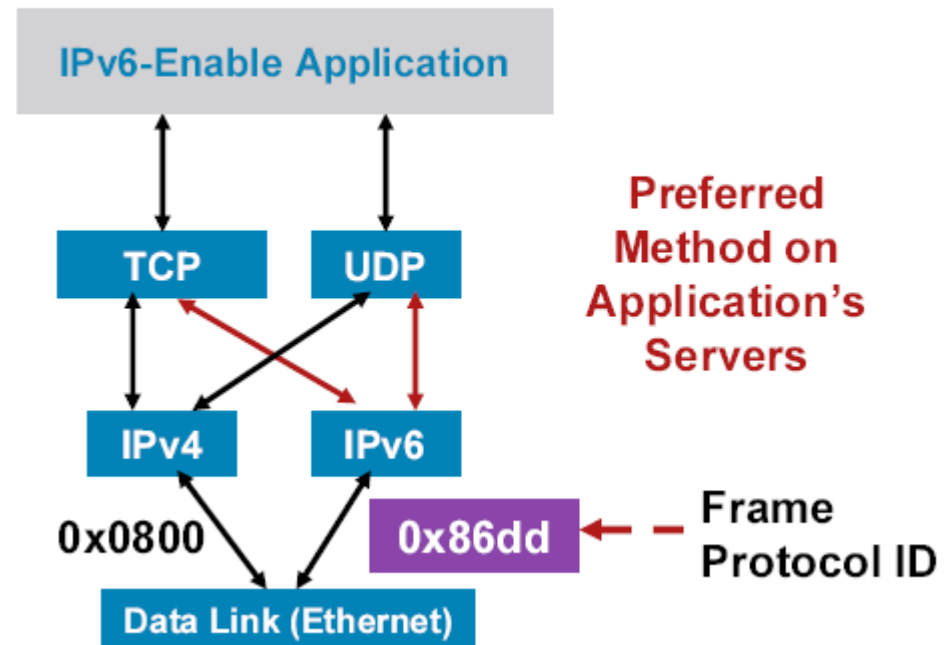 IPv6-Enable Application
TCP
UDP
Preferred
Method on
Application's
Servers
IPv4
IPv6
0x0800
0x86dd
Frame
Protocol ID
Data Link (Ethernet)